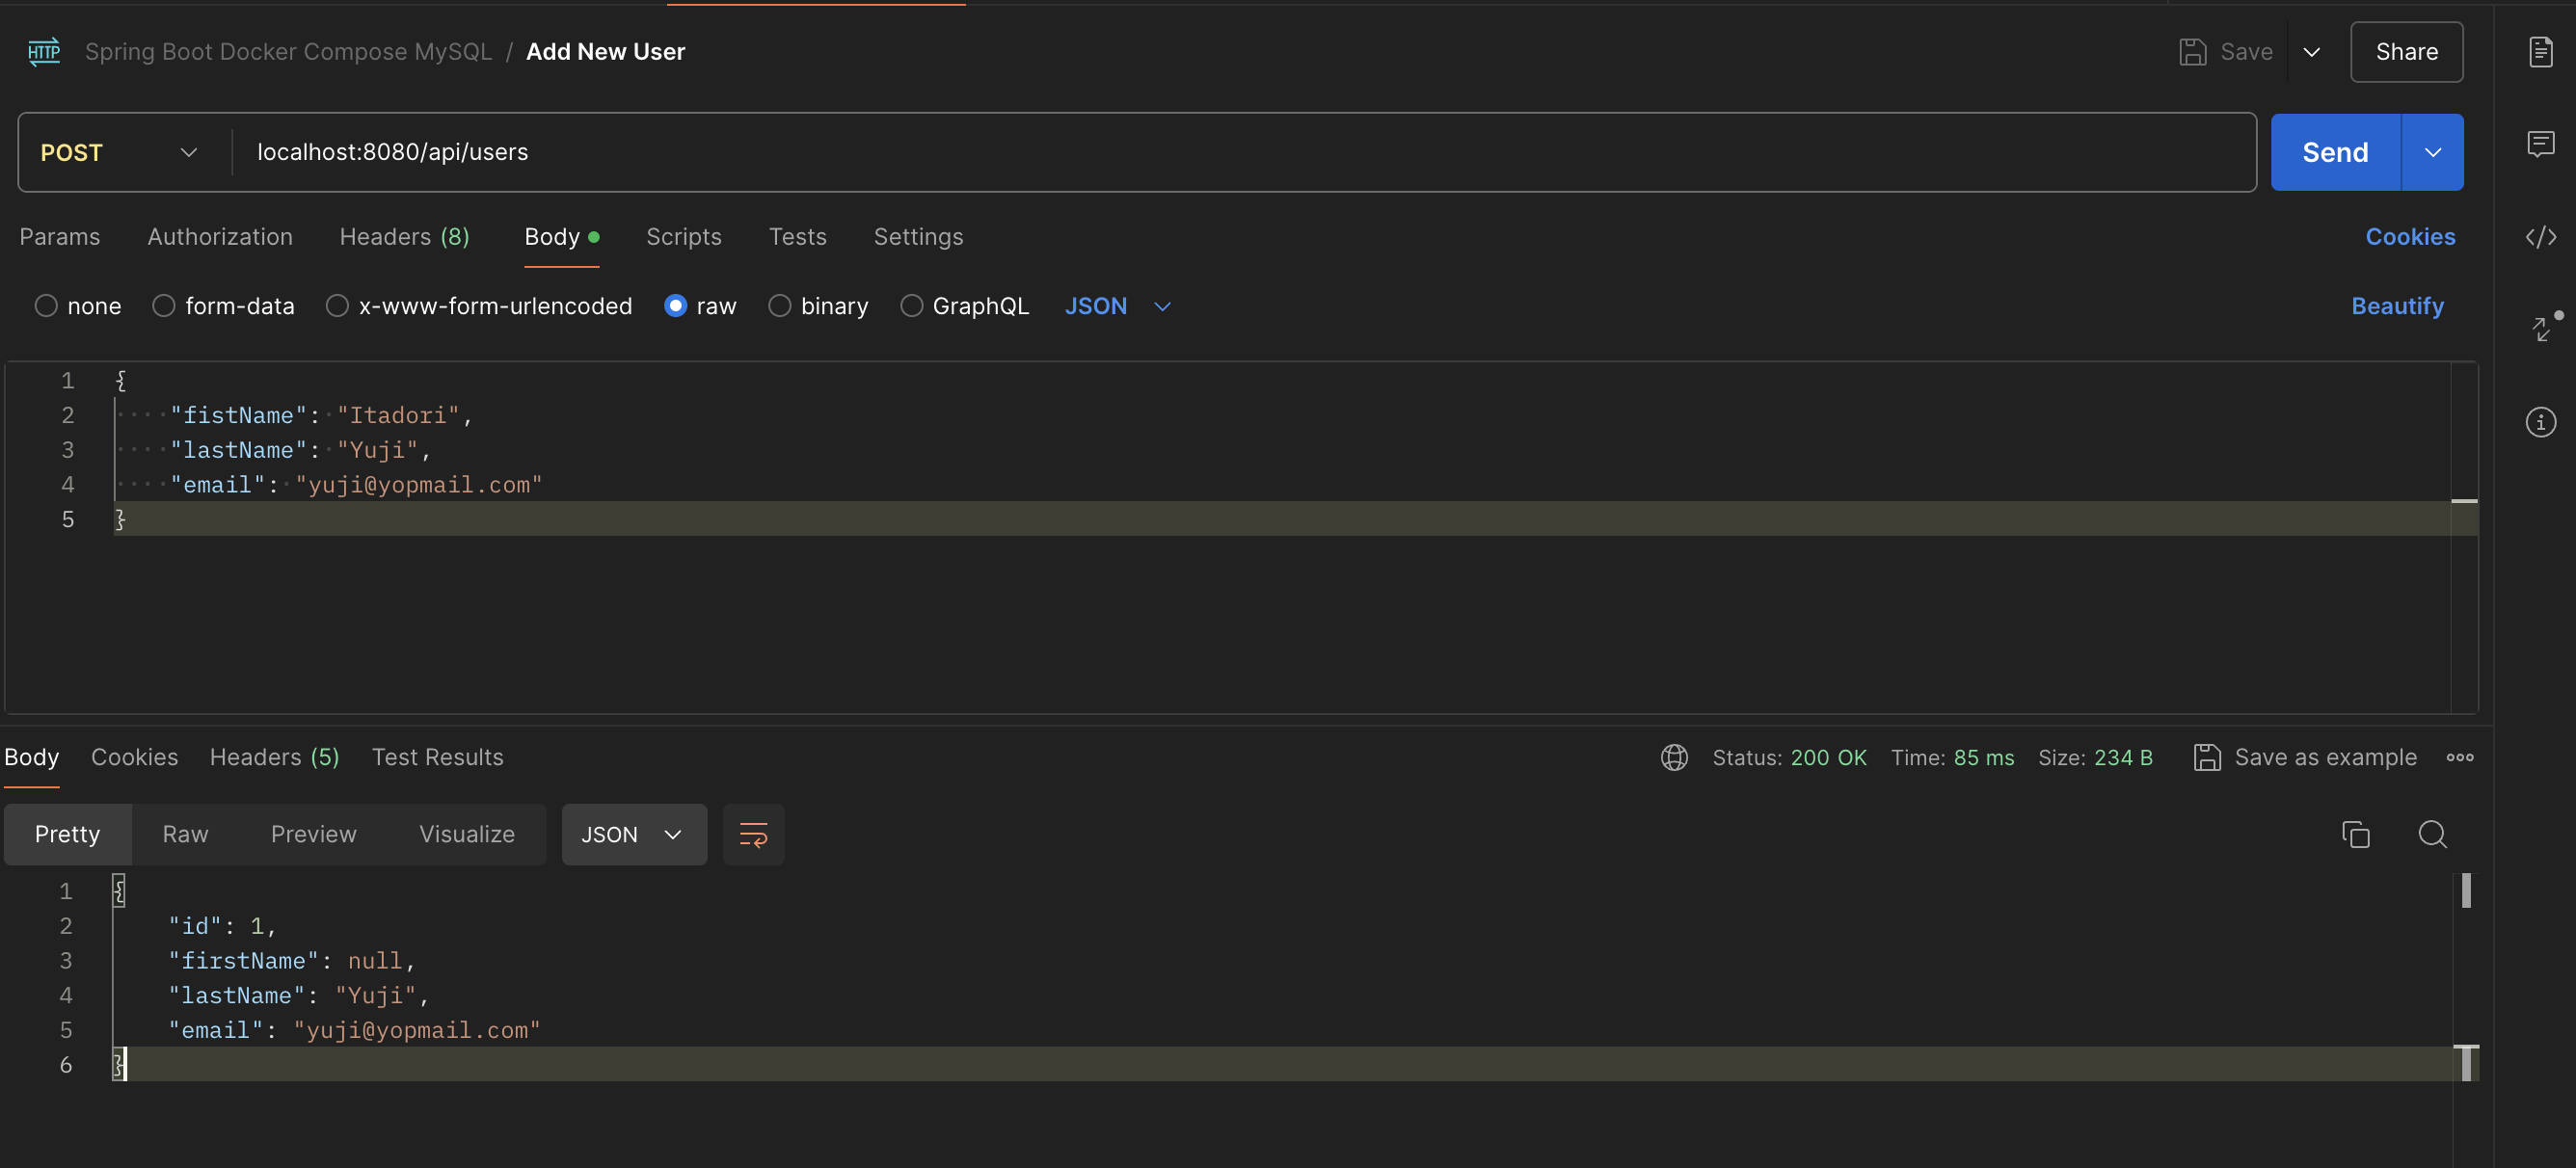 HTTP Spring Boot Docker Compose MySQL / Add New User Save Share
POST localhost:8080/api/users Send
Params Authorization Headers (8) Body Scripts Tests Settings Cookies
none form-data x-www-form-urlencoded raw binary GraphQL JSON Beautify
1 {
2 "fistName": "Itadori",
3 "lastName": "Yuji",
4 "email": "yuji@yopmail.com"
5 }
Body Cookies Headers (5) Test Results Status: 200 OK Time: 85 ms Size: 234 B Save as example
Pretty Raw Preview Visualize JSON
1 {
2 "id": 1,
3 "firstName": null,
4 "lastName": "Yuji",
5 "email": "yuji@yopmail.com"
6 }